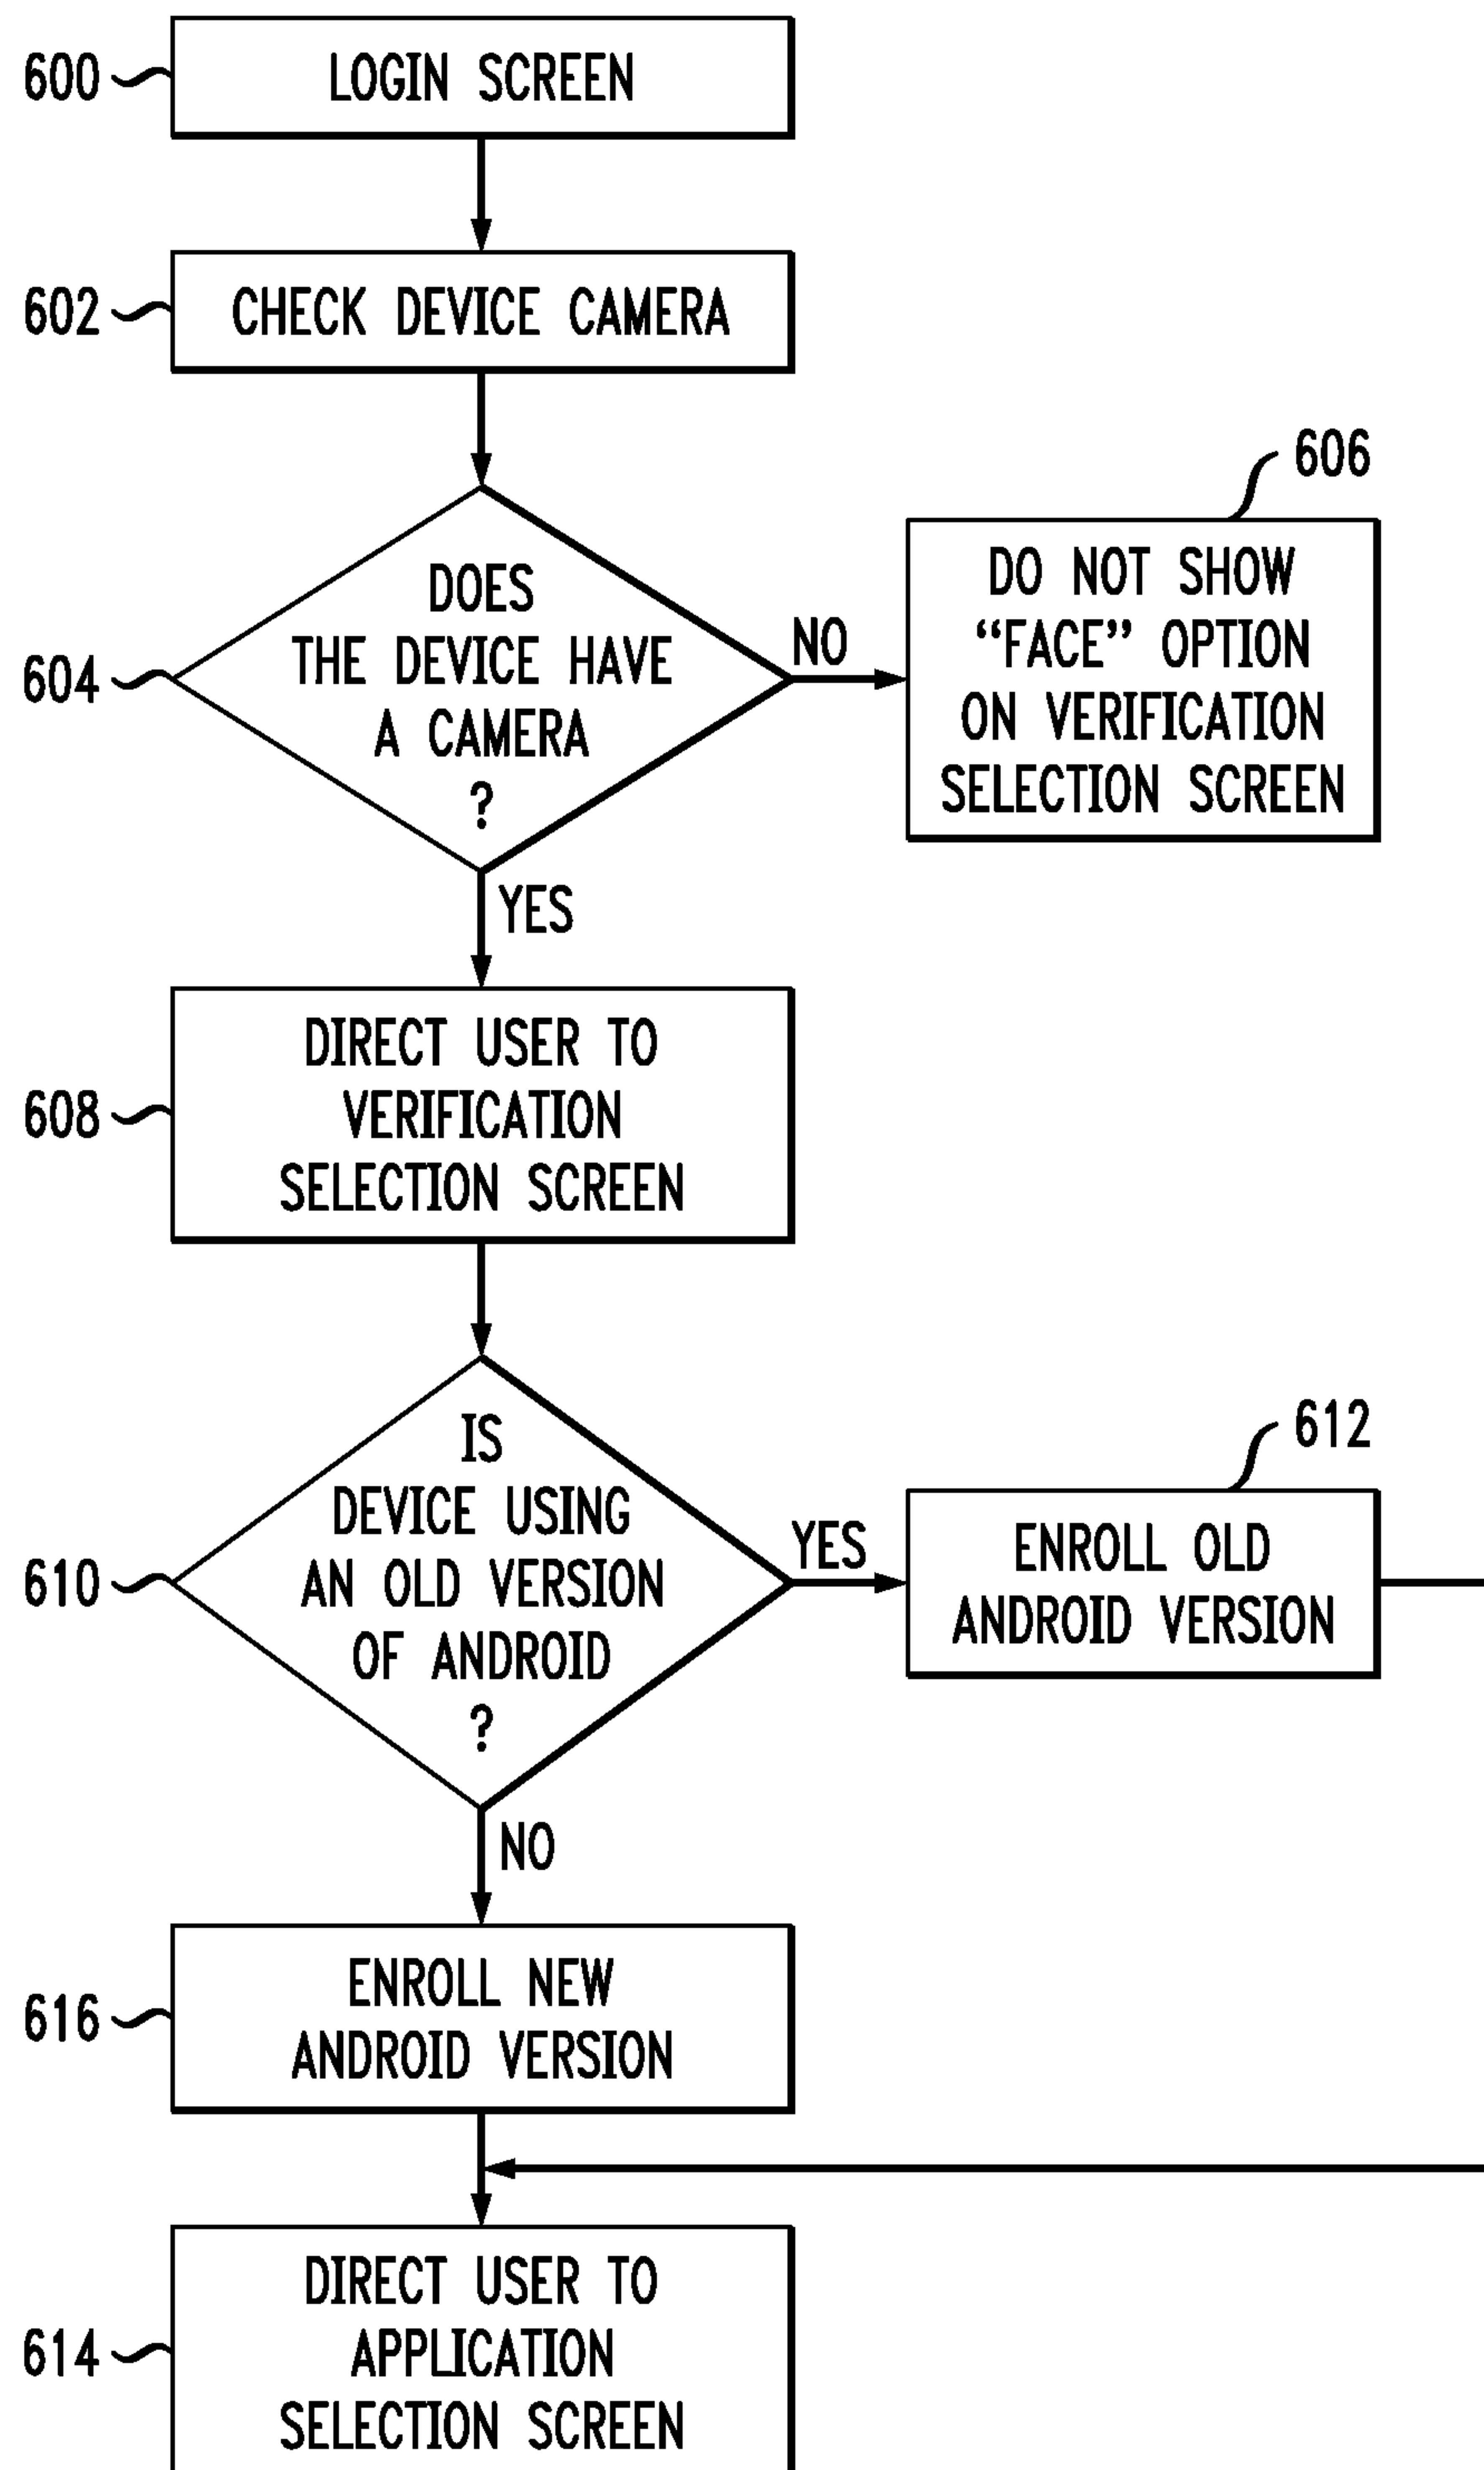 600
LOGIN SCREEN
602
CHECK DEVICE CAMERA
604
DOES
THE DEVICE HAVE
A CAMERA
?
NO
606
DO NOT SHOW
“FACE” OPTION
ON VERIFICATION
SELECTION SCREEN
YES
608
DIRECT USER TO
VERIFICATION
SELECTION SCREEN
610
IS
DEVICE USING
AN OLD VERSION
OF ANDROID
?
YES
612
ENROLL OLD
ANDROID VERSION
NO
616
ENROLL NEW
ANDROID VERSION
614
DIRECT USER TO
APPLICATION
SELECTION SCREEN